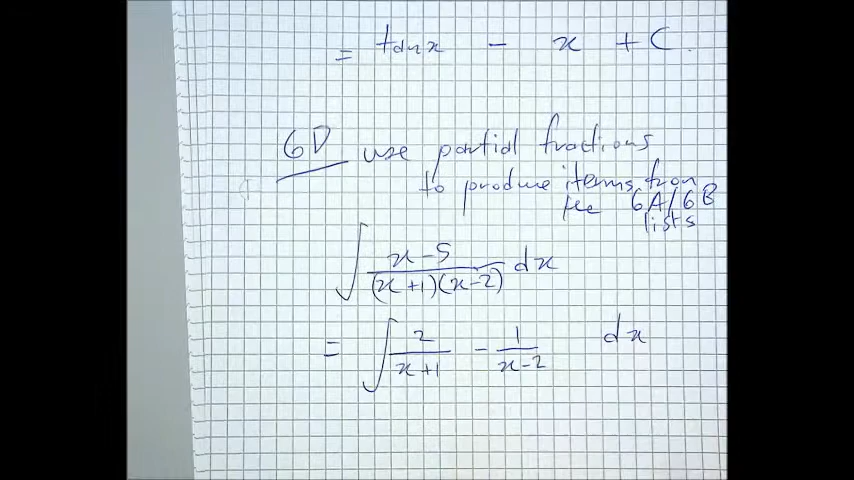 = tan x - x + C.
6D use partial fractions
to produce items from
the 6A/6B
lists
∫ (x-5)/((x+1)(x-2)) dx
= ∫ 2/(x+1) - 1/(x-2) dx